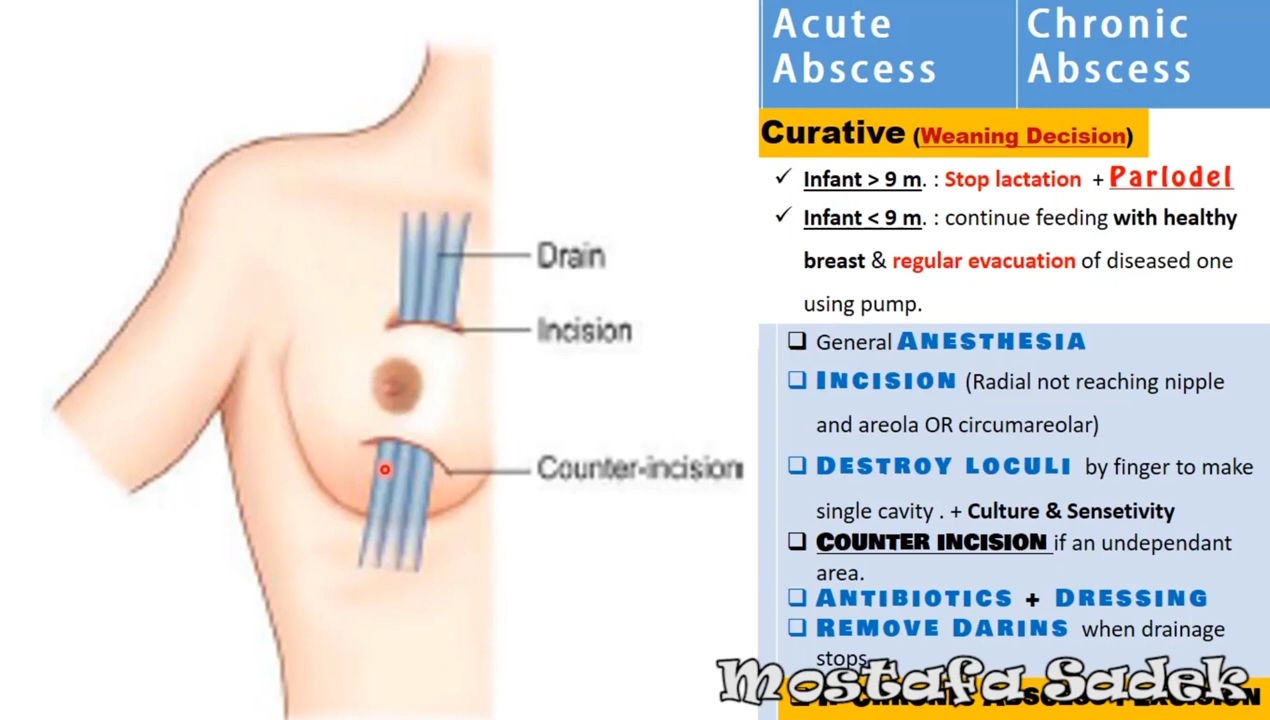 Acute
Abscess
Chronic
Abscess
Curative (Weaning Decision)
✓ Infant > 9 m. : Stop lactation + Parlodel
✓ Infant < 9 m. : continue feeding with healthy
breast & regular evacuation of diseased one
using pump.
Drain
Incision
Counter-incision
❑ General ANESTHESIA
❑ INCISION (Radial not reaching nipple
and areola OR circumareolar)
❑ DESTROY LOCULI by finger to make
single cavity . + Culture & Sensetivity
❑ COUNTER INCISION if an undependant
area.
❑ ANTIBIOTICS + DRESSING
❑ REMOVE DARINS when drainage
stops
Mostafa Sadek